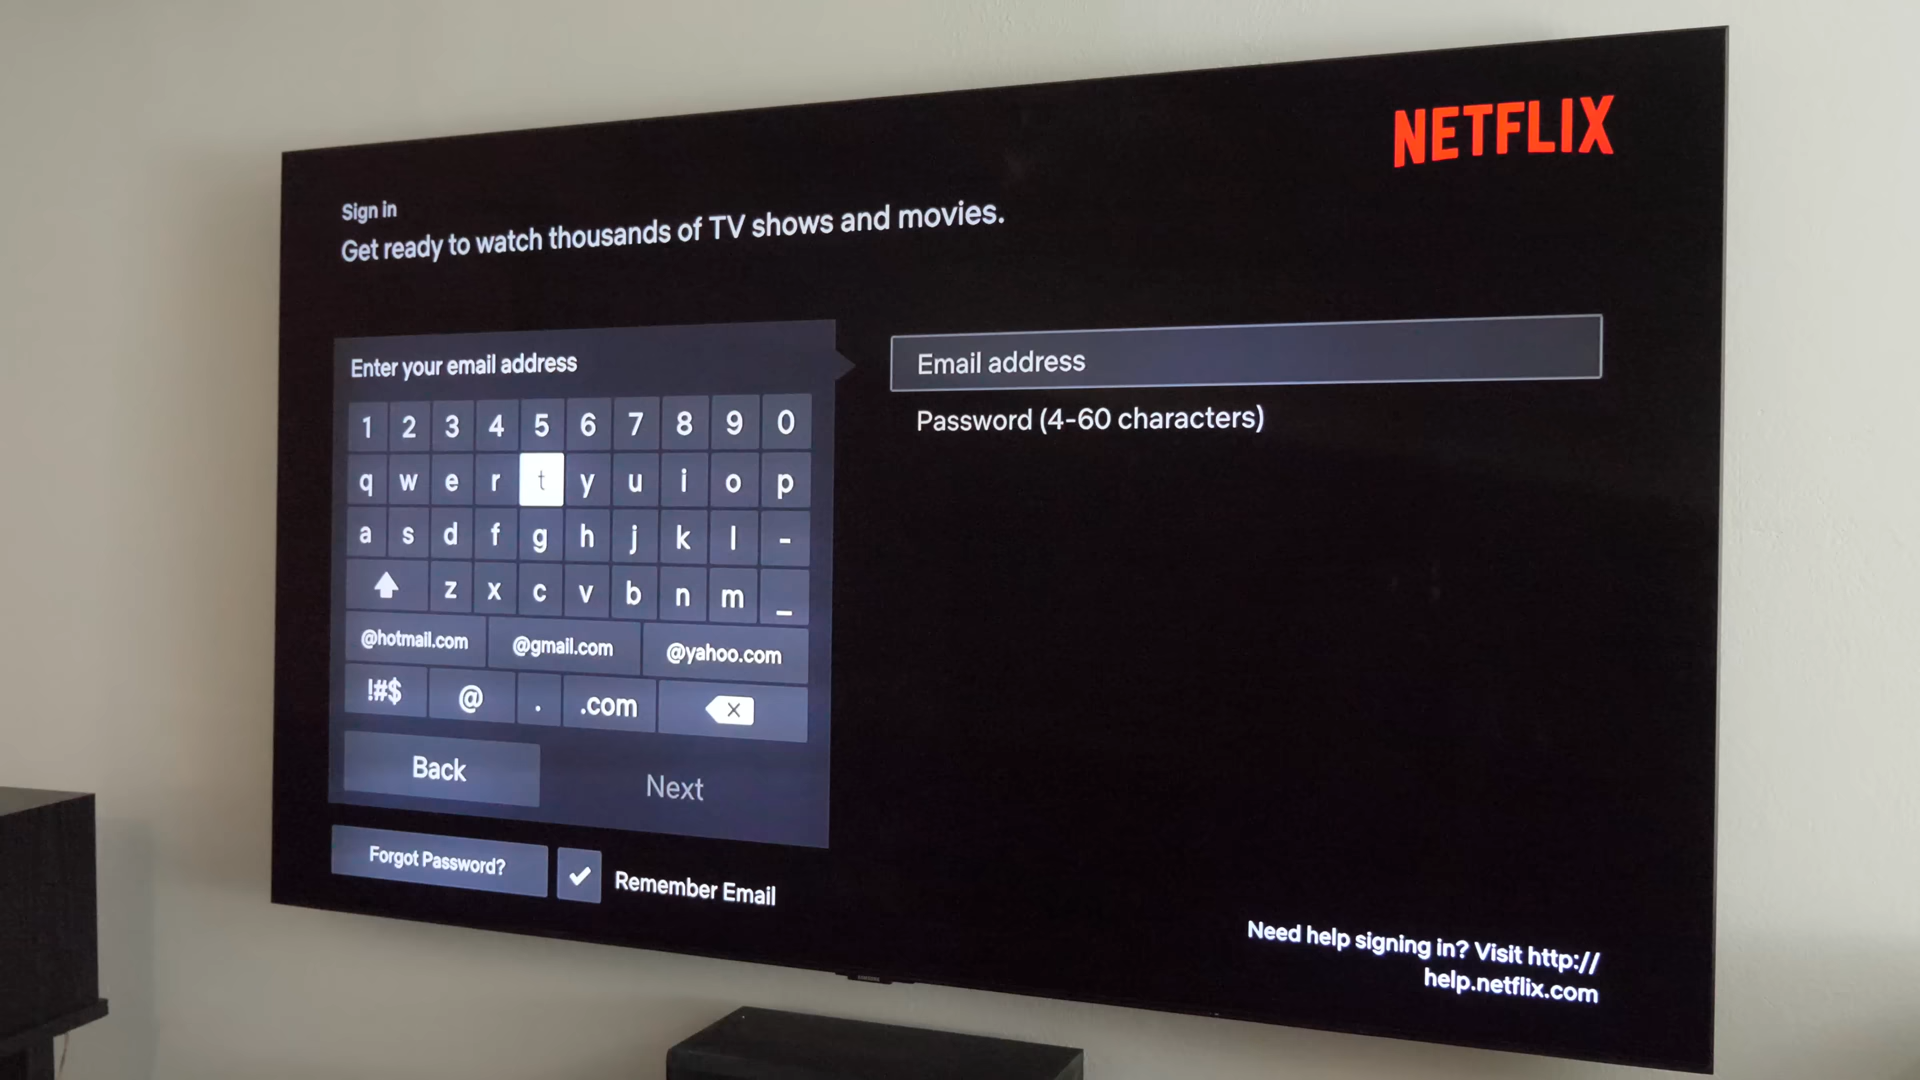 NETFLIX
Sign in
Get ready to watch thousands of TV shows and movies.
Enter your email address
1 2 3 4 5 6 7 8 9 0
q w e r t y u i o p
a s d f g h j k l -
z x c v b n m _
@hotmail.com @gmail.com @yahoo.com
!#$ @ . .com
Back Next
Forgot Password? Remember Email
Email address
Password (4-60 characters)
Need help signing in? Visit http://
help.netflix.com